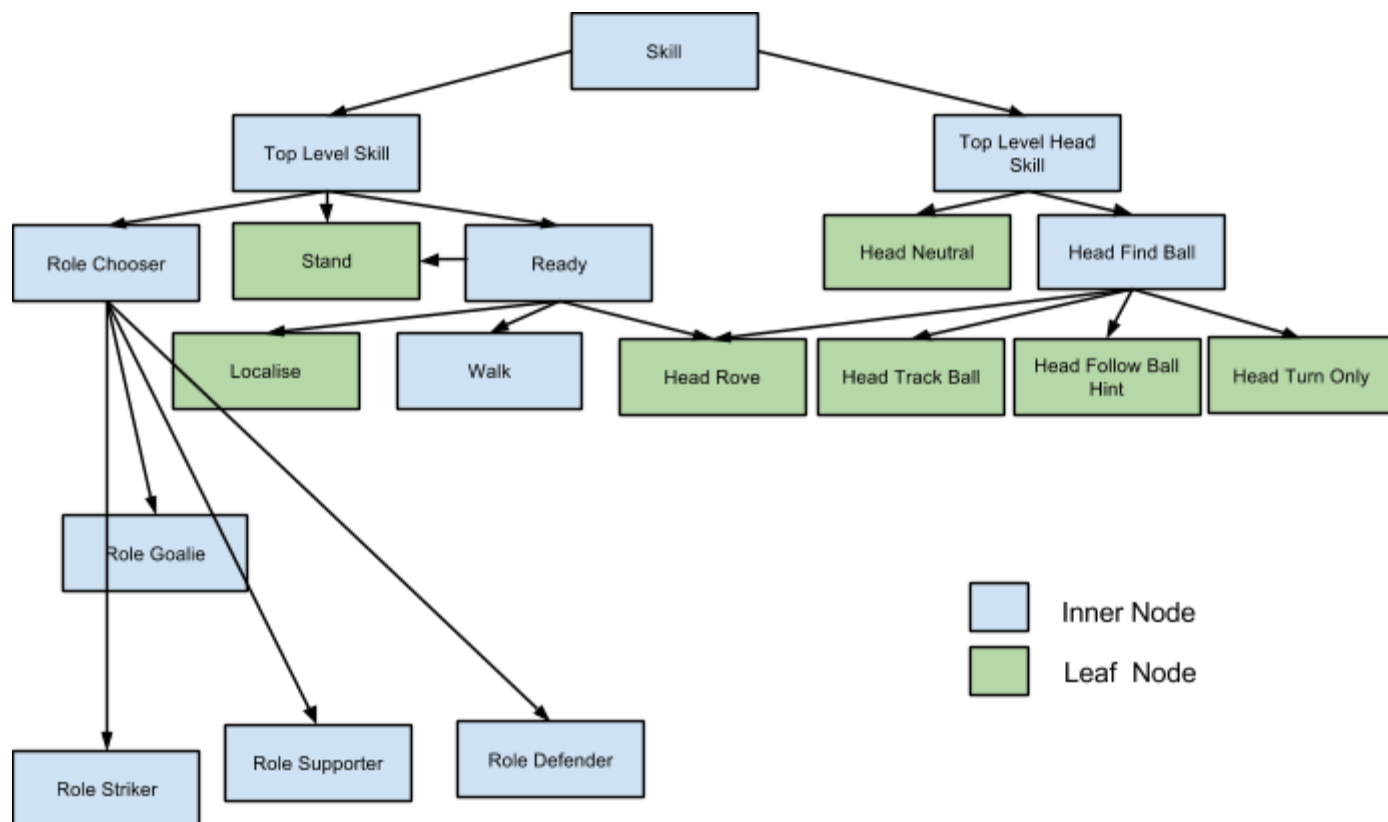 Skill
Top Level Skill
Top Level Head
Skill
Role Chooser
Stand
Ready
Head Neutral
Head Find Ball
Localise
Walk
Head Rove
Head Track Ball
Head Follow Ball
Hint
Head Turn Only
Role Goalie
Inner Node
Leaf Node
Role Striker
Role Supporter
Role Defender